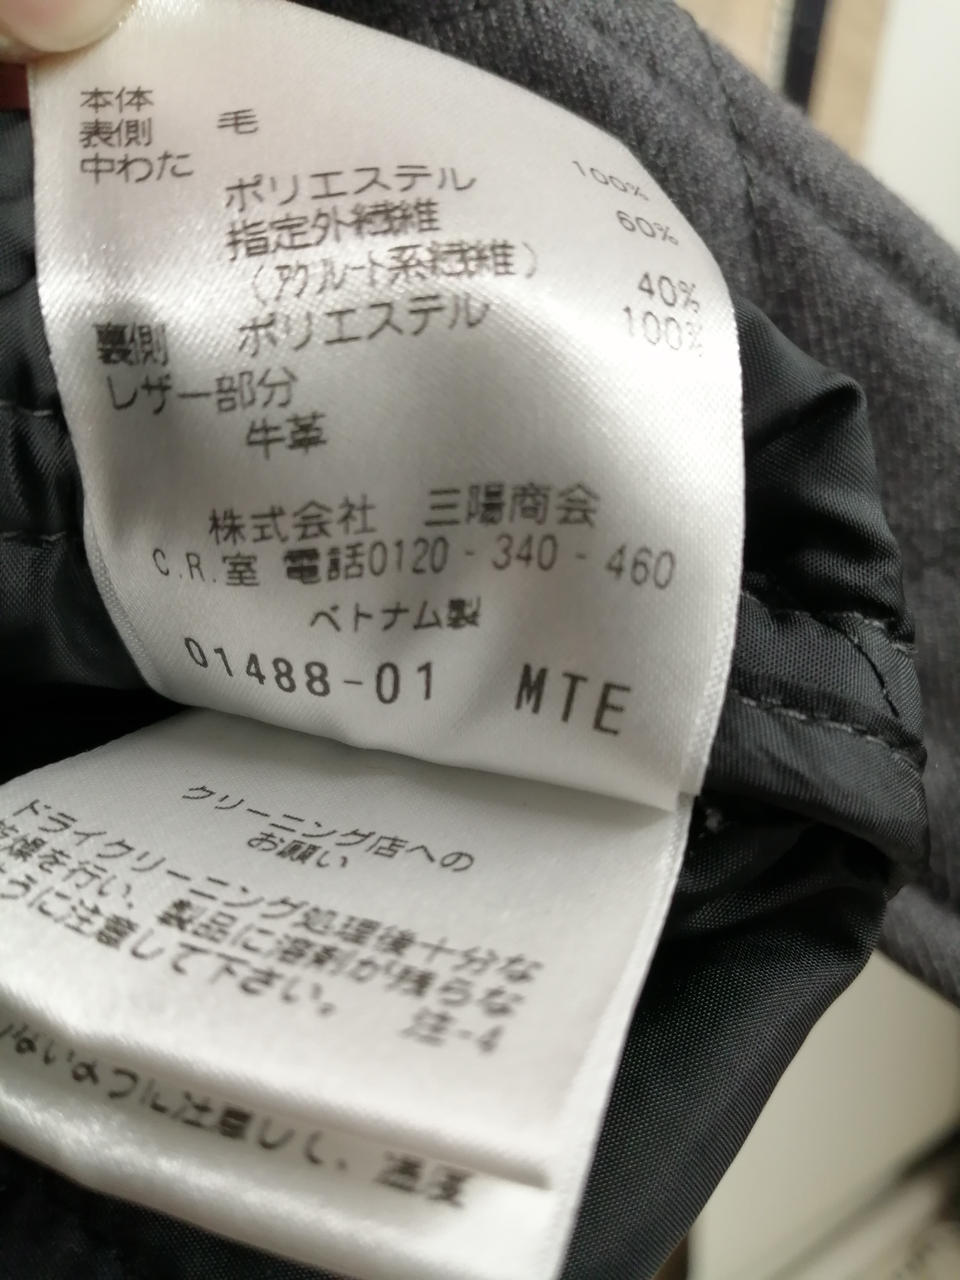 本体
表側 毛 100%
中わた
ポリエステル 60%
指定外繊維
(アクリレート系繊維) 40%
裏側 ポリエステル 100%
レザー部分
牛革
株式会社 三陽商会
C.R.室 電話0120-340-460
ベトナム製
01488-01 MTE
クリーニング店への
お願い
ドライクリーニング処理後十分な
乾燥を行い、製品に溶剤が残らな
ように注意して下さい。 注-4
ないように注意し、適度